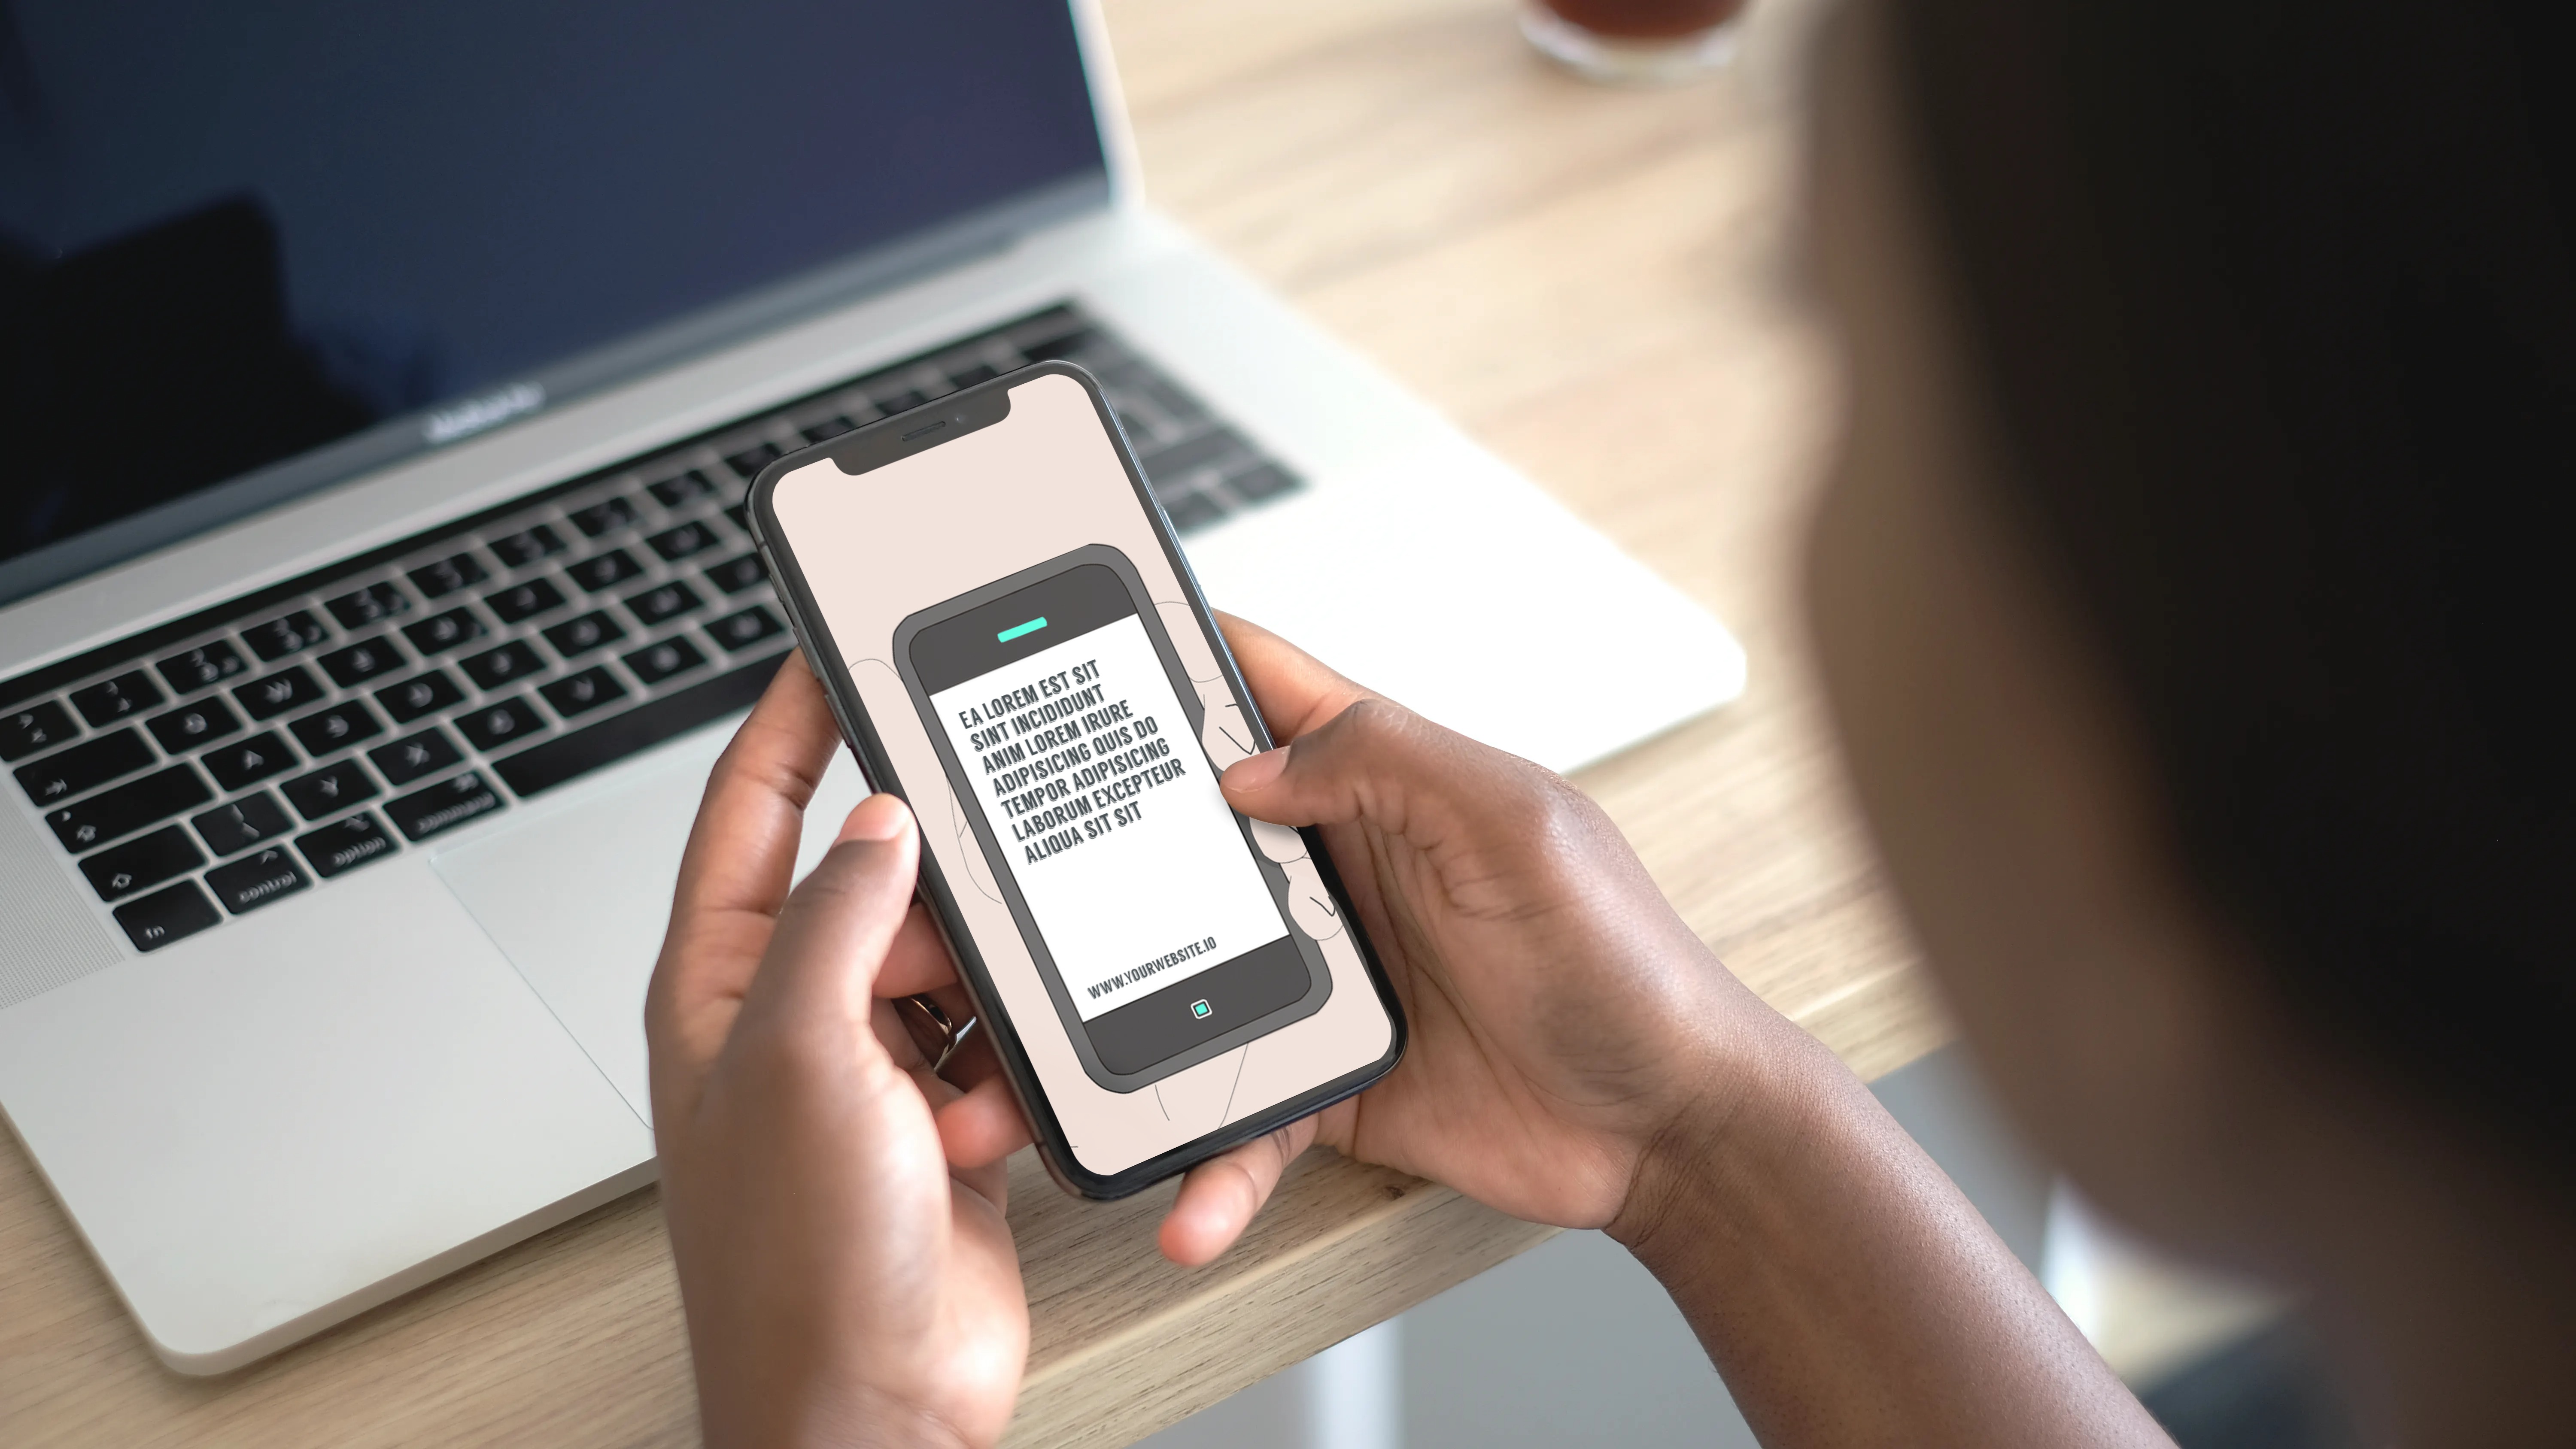 EA LOREM EST SIT
SINT INCIDIDUNT
ANIM LOREM IRURE
ADIPISICING QUIS DO
TEMPOR ADIPISICING
LABORUM EXCEPTEUR
ALIQUA SIT SIT
WWW.YOURWEBSITE.IO
command
option
control
fn